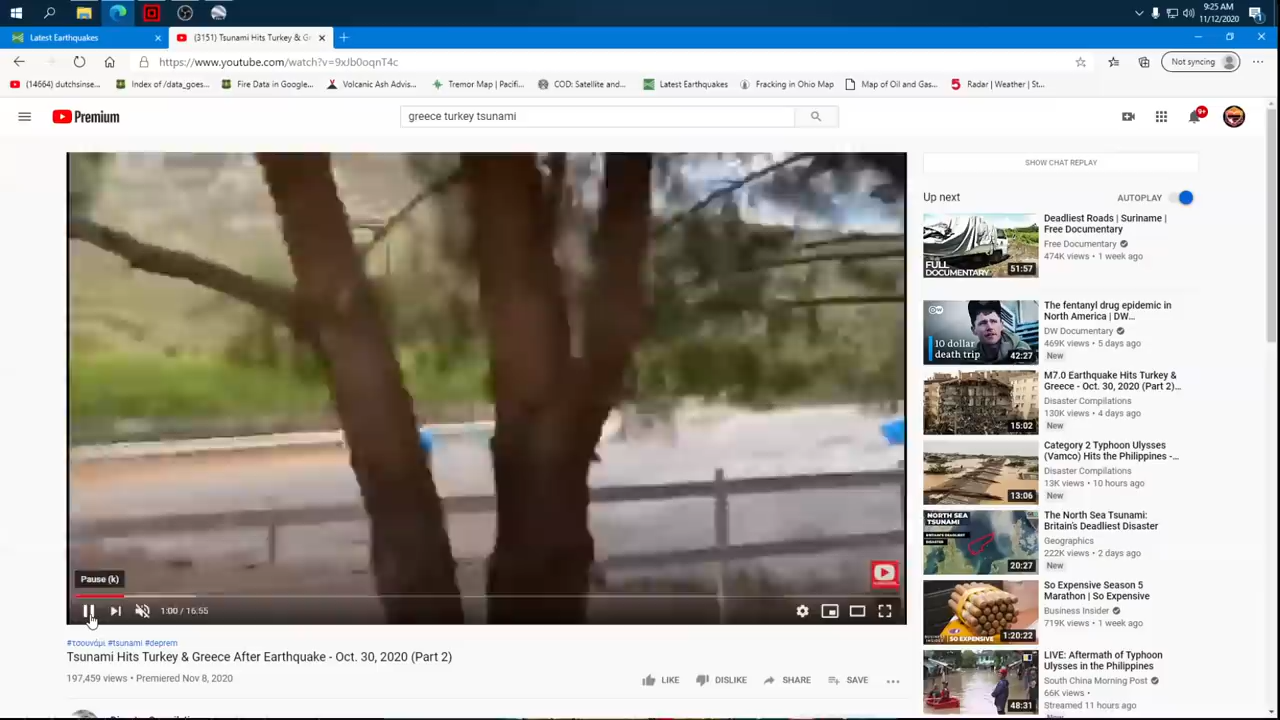 9:25 AM
11/12/2020
Latest Earthquakes
(3151) Tsunami Hits Turkey & Gr
https://www.youtube.com/watch?v=9xJb0oqnT4c
Not syncing
(14664) dutchsinse...
Index of /data_goes...
Fire Data in Google...
Volcanic Ash Advis...
Tremor Map | Pacifi...
COD: Satellite and...
Latest Earthquakes
Fracking in Ohio Map
Map of Oil and Gas...
5 Radar | Weather | St...
Premium
greece turkey tsunami
9+
SHOW CHAT REPLAY
Up next
AUTOPLAY
Deadliest Roads | Suriname |
Free Documentary
Free Documentary
474K views • 1 week ago
FULL
DOCUMENTARY
51:57
The fentanyl drug epidemic in
North America | DW...
DW Documentary
469K views • 5 days ago
New
10 dollar
death trip
42:27
M7.0 Earthquake Hits Turkey &
Greece - Oct. 30, 2020 (Part 2)...
Disaster Compilations
130K views • 4 days ago
New
15:02
Category 2 Typhoon Ulysses
(Vamco) Hits the Philippines -...
Disaster Compilations
13K views • 10 hours ago
New
13:06
The North Sea Tsunami:
Britain's Deadliest Disaster
Geographics
222K views • 2 days ago
New
NORTH SEA
TSUNAMI
20:27
So Expensive Season 5
Marathon | So Expensive
Business Insider
719K views • 1 week ago
1:20:22
LIVE: Aftermath of Typhoon
Ulysses in the Philippines
South China Morning Post
66K views •
Streamed 11 hours ago
48:31
Pause (k)
1:00 / 16:55
#τσουνάμι #tsunami #deprem
Tsunami Hits Turkey & Greece After Earthquake - Oct. 30, 2020 (Part 2)
197,459 views • Premiered Nov 8, 2020
LIKE
DISLIKE
SHARE
SAVE